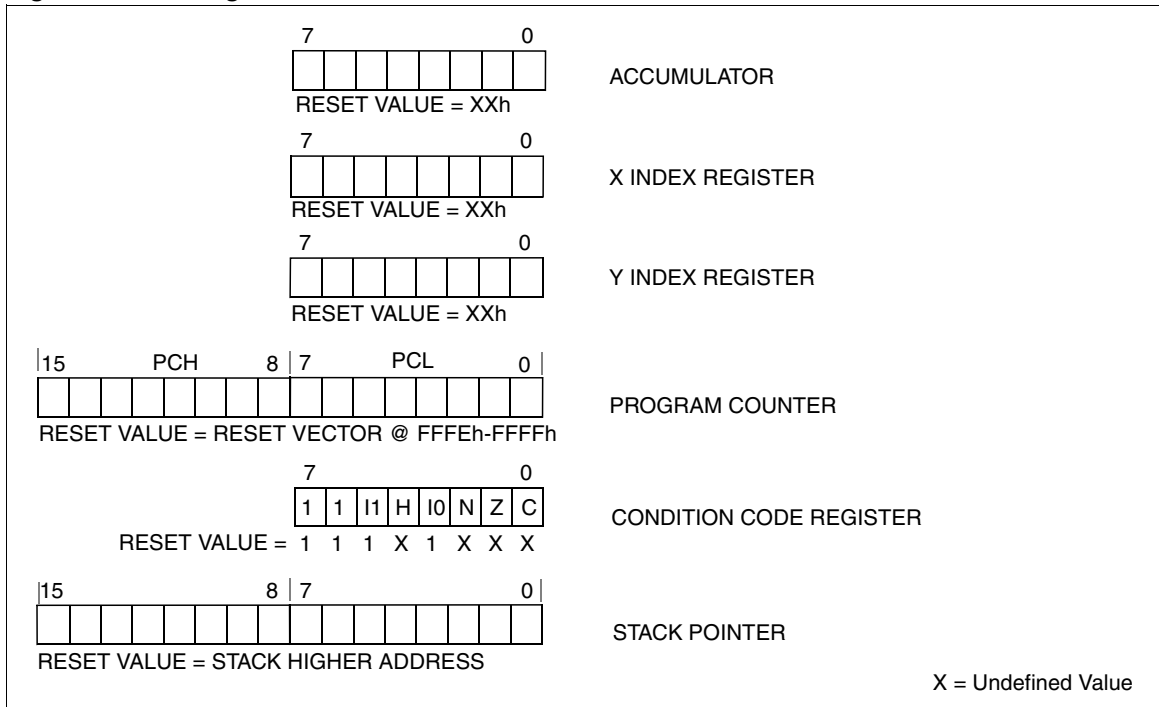 7 0
ACCUMULATOR
RESET VALUE = XXh
7 0
X INDEX REGISTER
RESET VALUE = XXh
7 0
Y INDEX REGISTER
RESET VALUE = XXh
15 PCH 8 7 PCL 0
PROGRAM COUNTER
RESET VALUE = RESET VECTOR @ FFFEh-FFFFh
7 0
1 1 I1 H I0 N Z C
CONDITION CODE REGISTER
RESET VALUE = 1 1 1 X 1 X X X
15 8 7 0
STACK POINTER
RESET VALUE = STACK HIGHER ADDRESS
X = Undefined Value